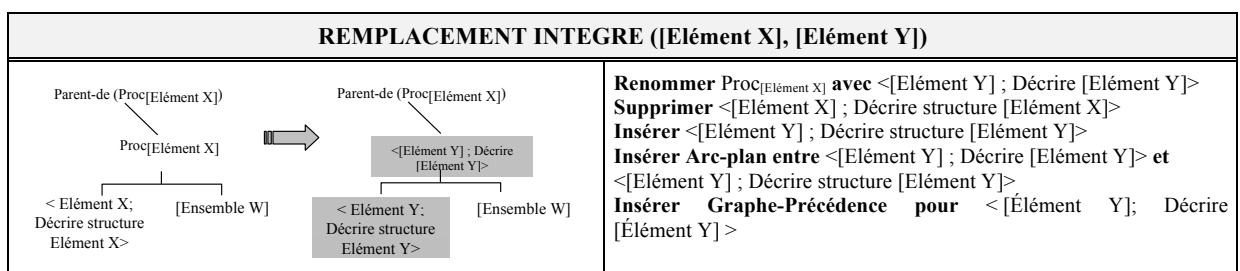 REMPLACEMENT INTEGRE ([Elément X], [Elément Y])
Parent-de (Proc[Elément X])
Proc[Elément X]
< Elément X;
Décrire structure
Elément X>
[Ensemble W]
Parent-de (Proc[Elément X])
<[Elément Y] ; Décrire
[Elément Y]>
< Elément Y;
Décrire structure
Elément Y>
[Ensemble W]
Renommer Proc[Elément X] avec <[Elément Y] ; Décrire [Elément Y]>
Supprimer <[Elément X] ; Décrire structure [Elément X]>
Insérer <[Elément Y] ; Décrire structure [Elément Y]>
Insérer Arc-plan entre <[Elément Y] ; Décrire [Elément Y]> et
<[Elément Y] ; Décrire structure [Elément Y]>
Insérer Graphe-Précédence pour < [Élément Y]; Décrire
[Élément Y] >